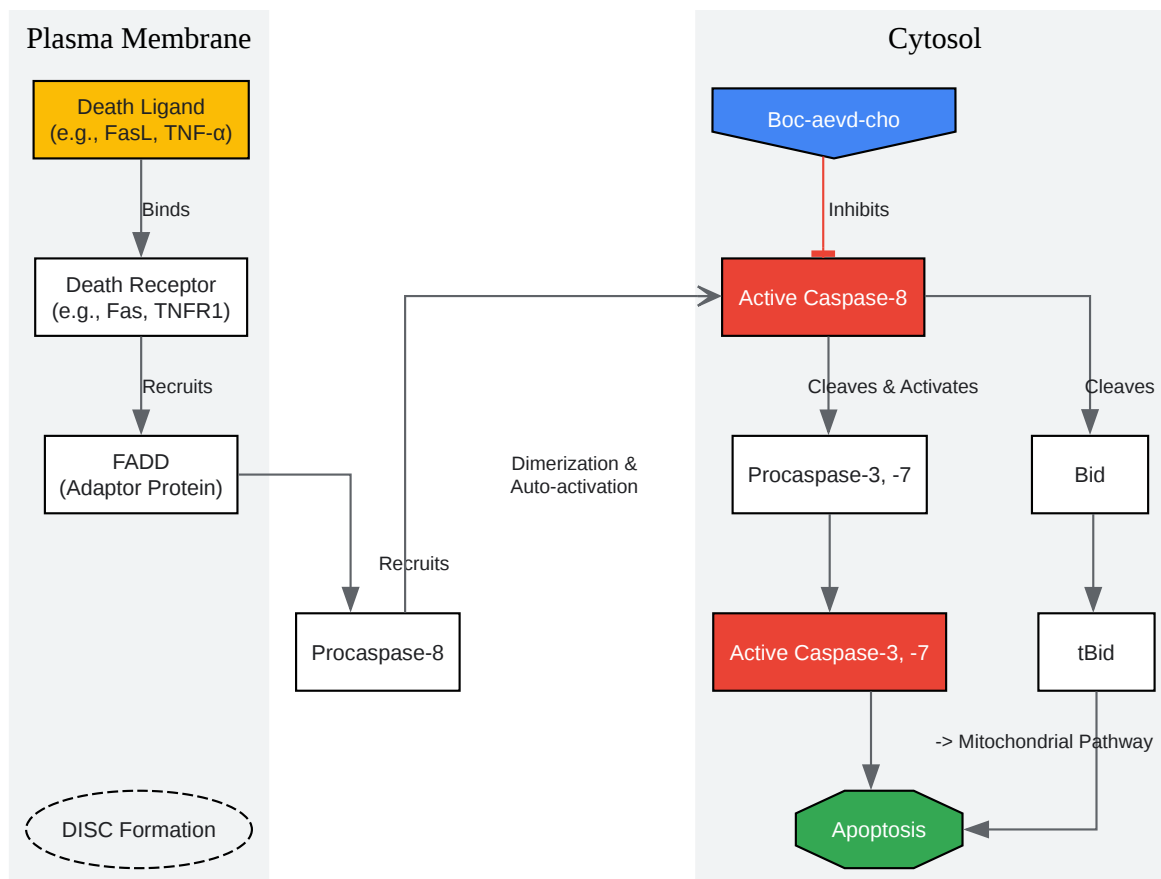 Plasma Membrane
Death Ligand
(e.g., FasL, TNF-α)
Binds
Death Receptor
(e.g., Fas, TNFR1)
Recruits
FADD
(Adaptor Protein)
Recruits
Procaspase-8
DISC Formation
Dimerization &
Auto-activation
Cytosol
Boc-aevd-cho
Inhibits
Active Caspase-8
Cleaves & Activates
Cleaves
Procaspase-3, -7
Bid
Active Caspase-3, -7
tBid
-> Mitochondrial Pathway
Apoptosis